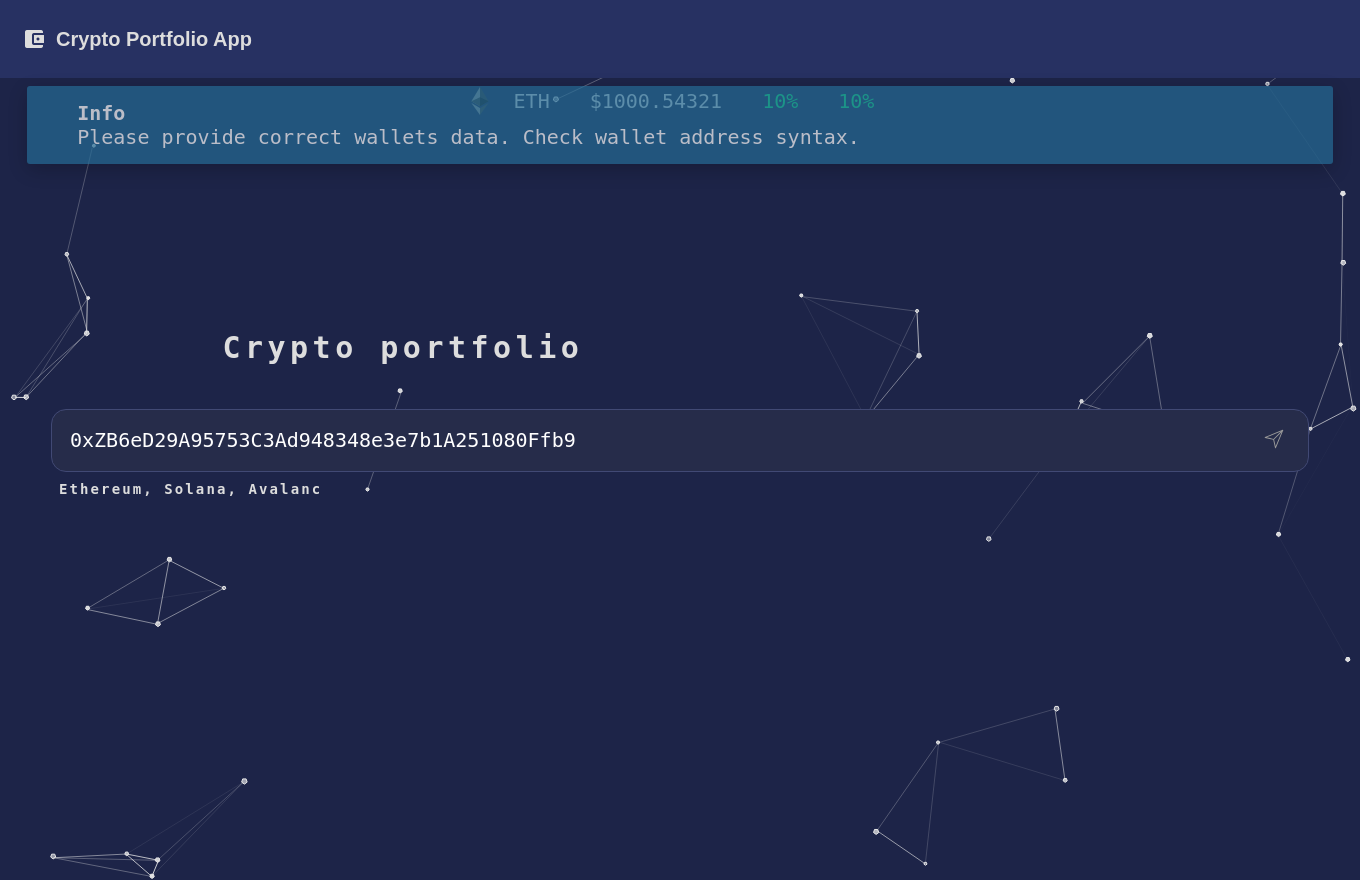 Crypto Portfolio App
ETH $1000.54321 10% 10%
Info
Please provide correct wallets data. Check wallet address syntax.
Crypto portfolio
0xZB6eD29A95753C3Ad948348e3e7b1A251080Ffb9
Ethereum, Solana, Avalanc